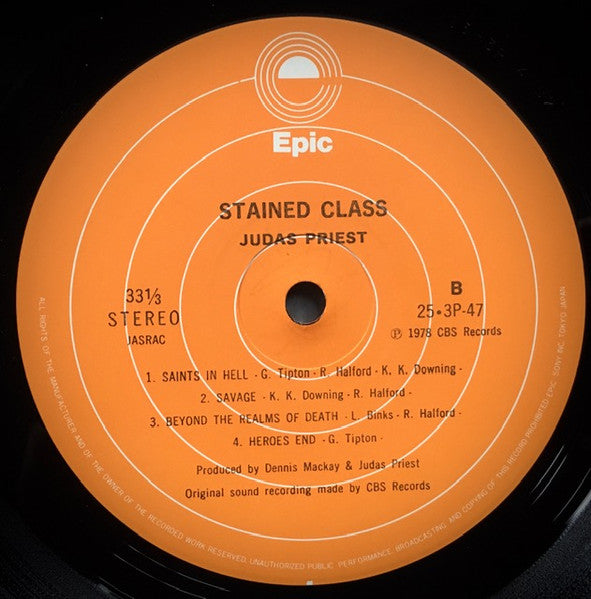 Epic
STAINED CLASS
JUDAS PRIEST
33⅓
STEREO
JASRAC
B
25・3P-47
Ⓟ 1978 CBS Records
1. SAINTS IN HELL - G. Tipton - R. Halford - K. K. Downing -
2. SAVAGE - K. K. Downing - R. Halford -
3. BEYOND THE REALMS OF DEATH - L. Binks - R. Halford -
4. HEROES END - G. Tipton -
Produced by Dennis Mackay & Judas Priest
Original sound recording made by CBS Records
ALL RIGHTS OF THE MANUFACTURER AND OF THE OWNER OF THE RECORDED WORK RESERVED. UNAUTHORIZED PUBLIC PERFORMANCE, BROADCASTING AND COPYING OF THIS RECORD PROHIBITED EPIC SONY INC. TOKYO JAPAN